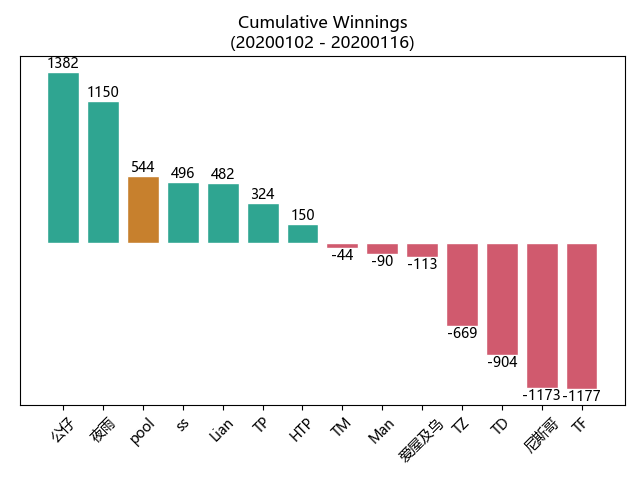 Cumulative Winnings
(20200102 - 20200116)
1382
1150
544
496
482
324
150
-44
-90
-113
-669
-904
-1173
-1177
公仔
夜雨
pool
ss
Lian
TP
HTP
TM
Man
爱屋及乌
TZ
TD
尼斯哥
TF